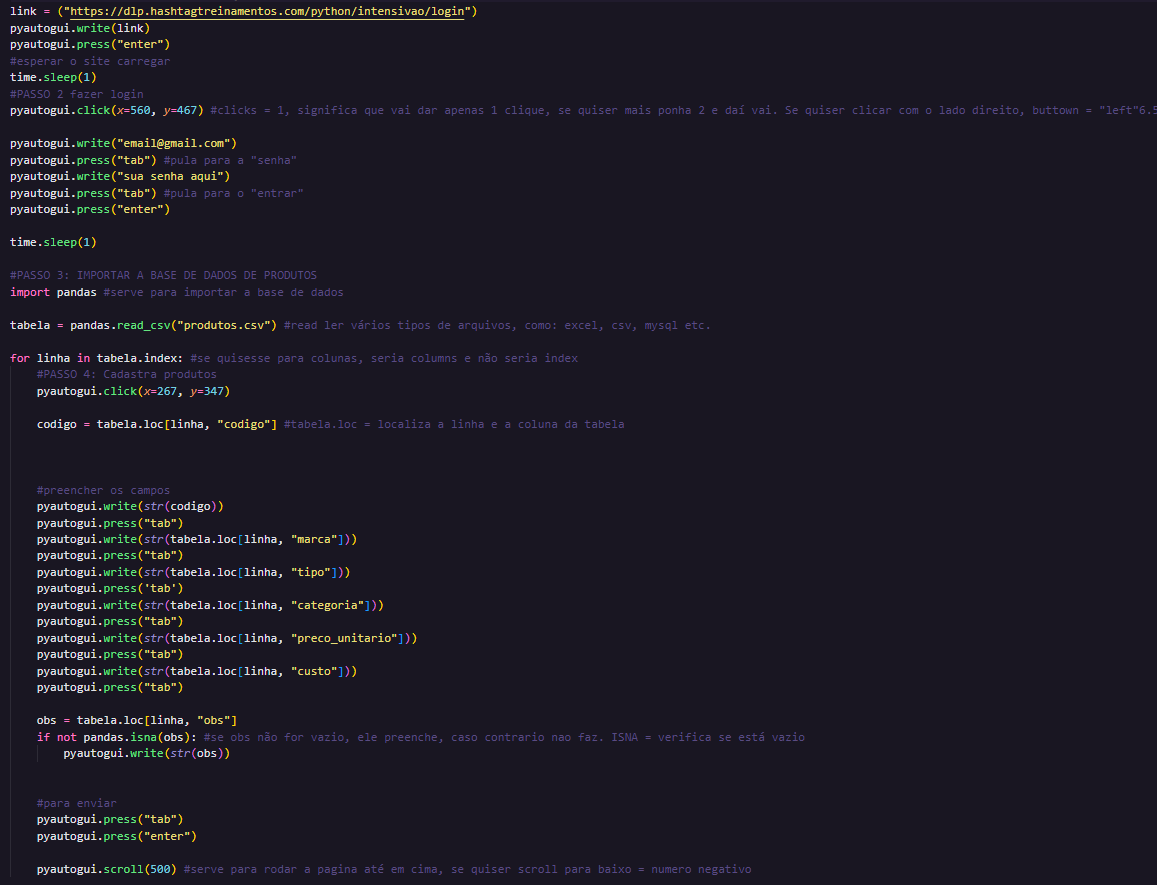 link = ("https://dlp.hashtagtreinamentos.com/python/intensivao/login")
pyautogui.write(link)
pyautogui.press("enter")
#esperar o site carregar
time.sleep(1)
#PASSO 2 fazer login
pyautogui.click(x=560, y=467) #clicks = 1, significa que vai dar apenas 1 clique, se quiser mais ponha 2 e daí vai. Se quiser clicar com o lado direito, buttown = "left"6.5
pyautogui.write("email@gmail.com")
pyautogui.press("tab") #pula para a "senha"
pyautogui.write("sua senha aqui")
pyautogui.press("tab") #pula para o "entrar"
pyautogui.press("enter")
time.sleep(1)
#PASSO 3: IMPORTAR A BASE DE DADOS DE PRODUTOS
import pandas #serve para importar a base de dados
tabela = pandas.read_csv("produtos.csv") #read ler vários tipos de arquivos, como: excel, csv, mysql etc.
for linha in tabela.index: #se quisesse para colunas, seria columns e não seria index
    #PASSO 4: Cadastra produtos
    pyautogui.click(x=267, y=347)
    codigo = tabela.loc[linha, "codigo"] #tabela.loc = localiza a linha e a coluna da tabela
    #preencher os campos
    pyautogui.write(str(codigo))
    pyautogui.press("tab")
    pyautogui.write(str(tabela.loc[linha, "marca"]))
    pyautogui.press("tab")
    pyautogui.write(str(tabela.loc[linha, "tipo"]))
    pyautogui.press('tab')
    pyautogui.write(str(tabela.loc[linha, "categoria"]))
    pyautogui.press("tab")
    pyautogui.write(str(tabela.loc[linha, "preco_unitario"]))
    pyautogui.press("tab")
    pyautogui.write(str(tabela.loc[linha, "custo"]))
    pyautogui.press("tab")
    obs = tabela.loc[linha, "obs"]
    if not pandas.isna(obs): #se obs não for vazio, ele preenche, caso contrario nao faz. ISNA = verifica se está vazio
        pyautogui.write(str(obs))
    #para enviar
    pyautogui.press("tab")
    pyautogui.press("enter")
    pyautogui.scroll(500) #serve para rodar a pagina até em cima, se quiser scroll para baixo = numero negativo